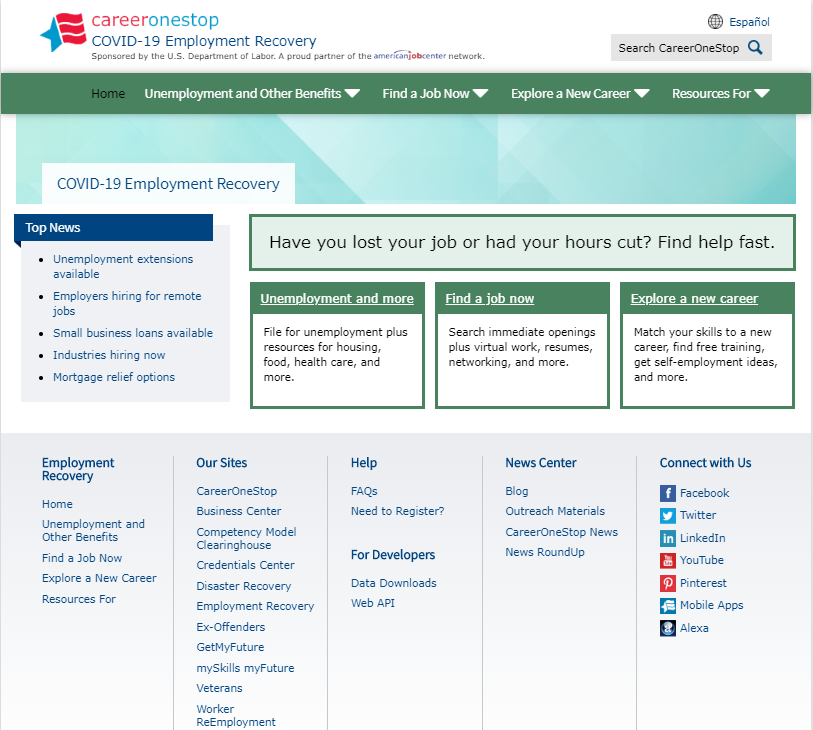 careeronestop
Español
COVID-19 Employment Recovery
Sponsored by the U.S. Department of Labor. A proud partner of the americanjobcenter network.
Search CareerOneStop
Home
Unemployment and Other Benefits
Find a Job Now
Explore a New Career
Resources For
COVID-19 Employment Recovery
Top News
Unemployment extensions
available
Employers hiring for remote
jobs
Small business loans available
Industries hiring now
Mortgage relief options
Have you lost your job or had your hours cut? Find help fast.
Unemployment and more
File for unemployment plus
resources for housing,
food, health care, and
more.
Find a job now
Search immediate openings
plus virtual work, resumes,
networking, and more.
Explore a new career
Match your skills to a new
career, find free training,
get self-employment ideas,
and more.
Employment
Recovery
Home
Unemployment and
Other Benefits
Find a Job Now
Explore a New Career
Resources For
Our Sites
CareerOneStop
Business Center
Competency Model
Clearinghouse
Credentials Center
Disaster Recovery
Employment Recovery
Ex-Offenders
GetMyFuture
mySkills myFuture
Veterans
Worker
ReEmployment
Help
FAQs
Need to Register?
For Developers
Data Downloads
Web API
News Center
Blog
Outreach Materials
CareerOneStop News
News RoundUp
Connect with Us
Facebook
Twitter
LinkedIn
YouTube
Pinterest
Mobile Apps
Alexa